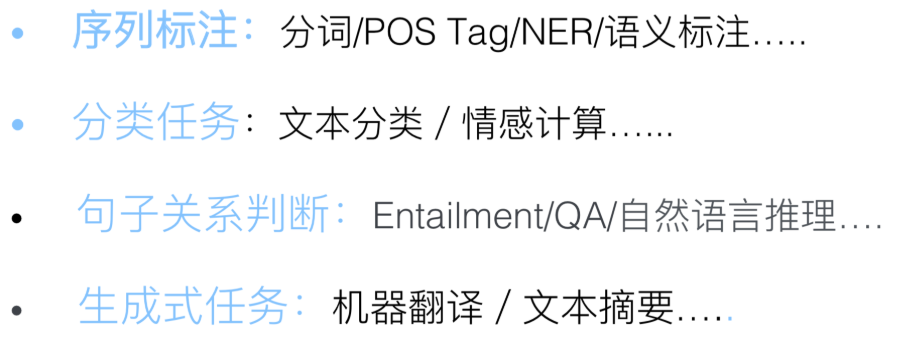 • 序列标注：分词/POS Tag/NER/语义标注…..
• 分类任务：文本分类 / 情感计算…...
• 句子关系判断：Entailment/QA/自然语言推理….
• 生成式任务：机器翻译 / 文本摘要…..